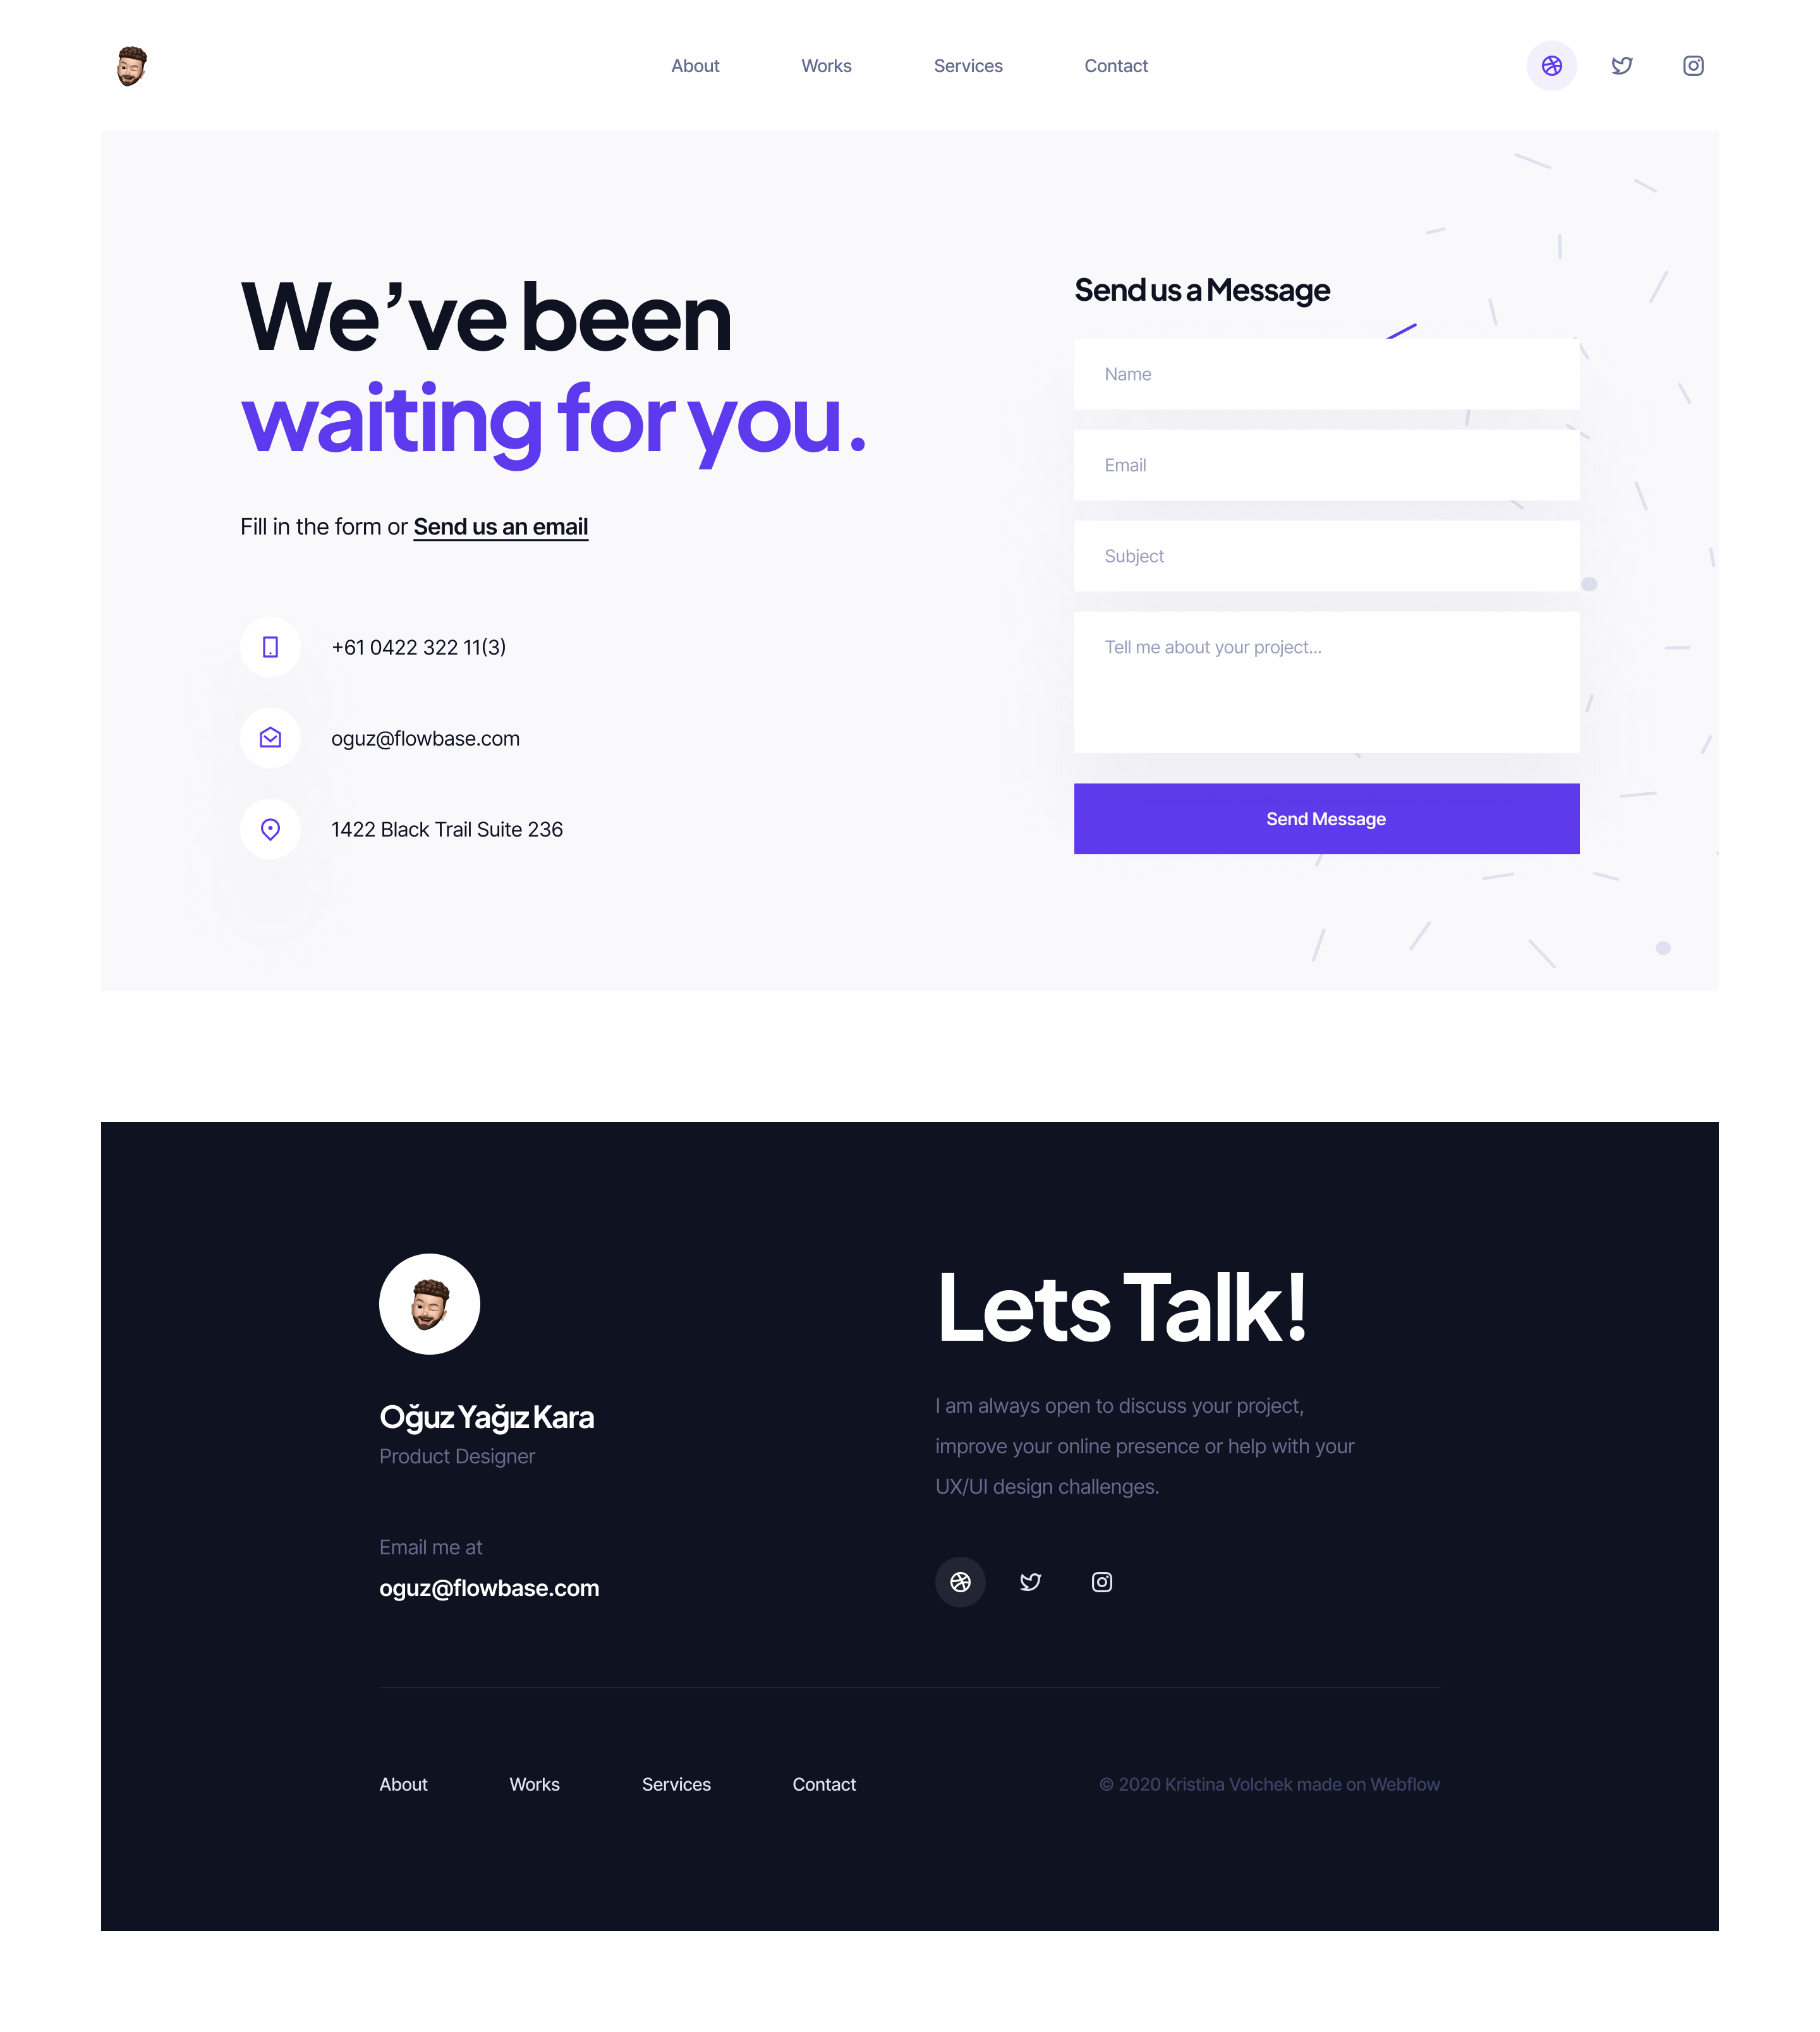 About Works Services Contact
We’ve been
waiting for you.
Fill in the form or Send us an email
+61 0422 322 11(3)
oguz@flowbase.com
1422 Black Trail Suite 236
Send us a Message
Name
Email
Subject
Tell me about your project...
Send Message
Oğuz Yağız Kara
Product Designer
Email me at
oguz@flowbase.com
Lets Talk!
I am always open to discuss your project,
improve your online presence or help with your
UX/UI design challenges.
About Works Services Contact
© 2020 Kristina Volchek made on Webflow